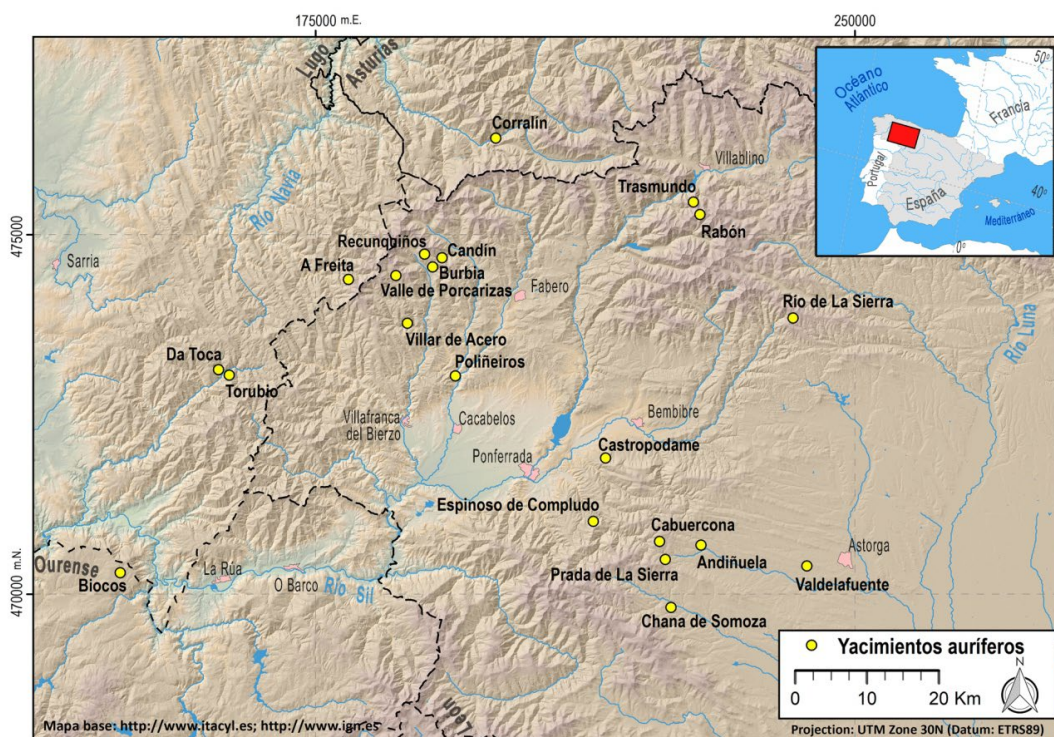 175000 m.E.
250000
Lugo
Asturias
Océano
Atlántico
50º
Francia
Corralín
Villablino
Portugal
España
40º
Mediterráneo
0º
Trasmundo
Río Navia
Rabón
475000
Recunquiños
Candín
Sarria
A Freita
Burbia
Valle de Porcarizas
Fabero
Río de La Sierra
Río Luna
Villar de Acero
Da Toca
Poliñeiros
Torubio
Villafranca
del Bierzo
Cacabelos
Bembibre
Castropodame
Ponferrada
Espinoso de Compludo
Cabuercona
Astorga
Ourense
La Rúa
O Barco
Río Sil
Andiñuela
Prada de La Sierra
Biocos
Valdelafuente
470000 m.N.
Chana de Somoza
Yacimientos auríferos
N
0 10 20 Km
León
Mapa base: http://www.itacyl.es; http://www.ign.es
Projection: UTM Zone 30N (Datum: ETRS89)